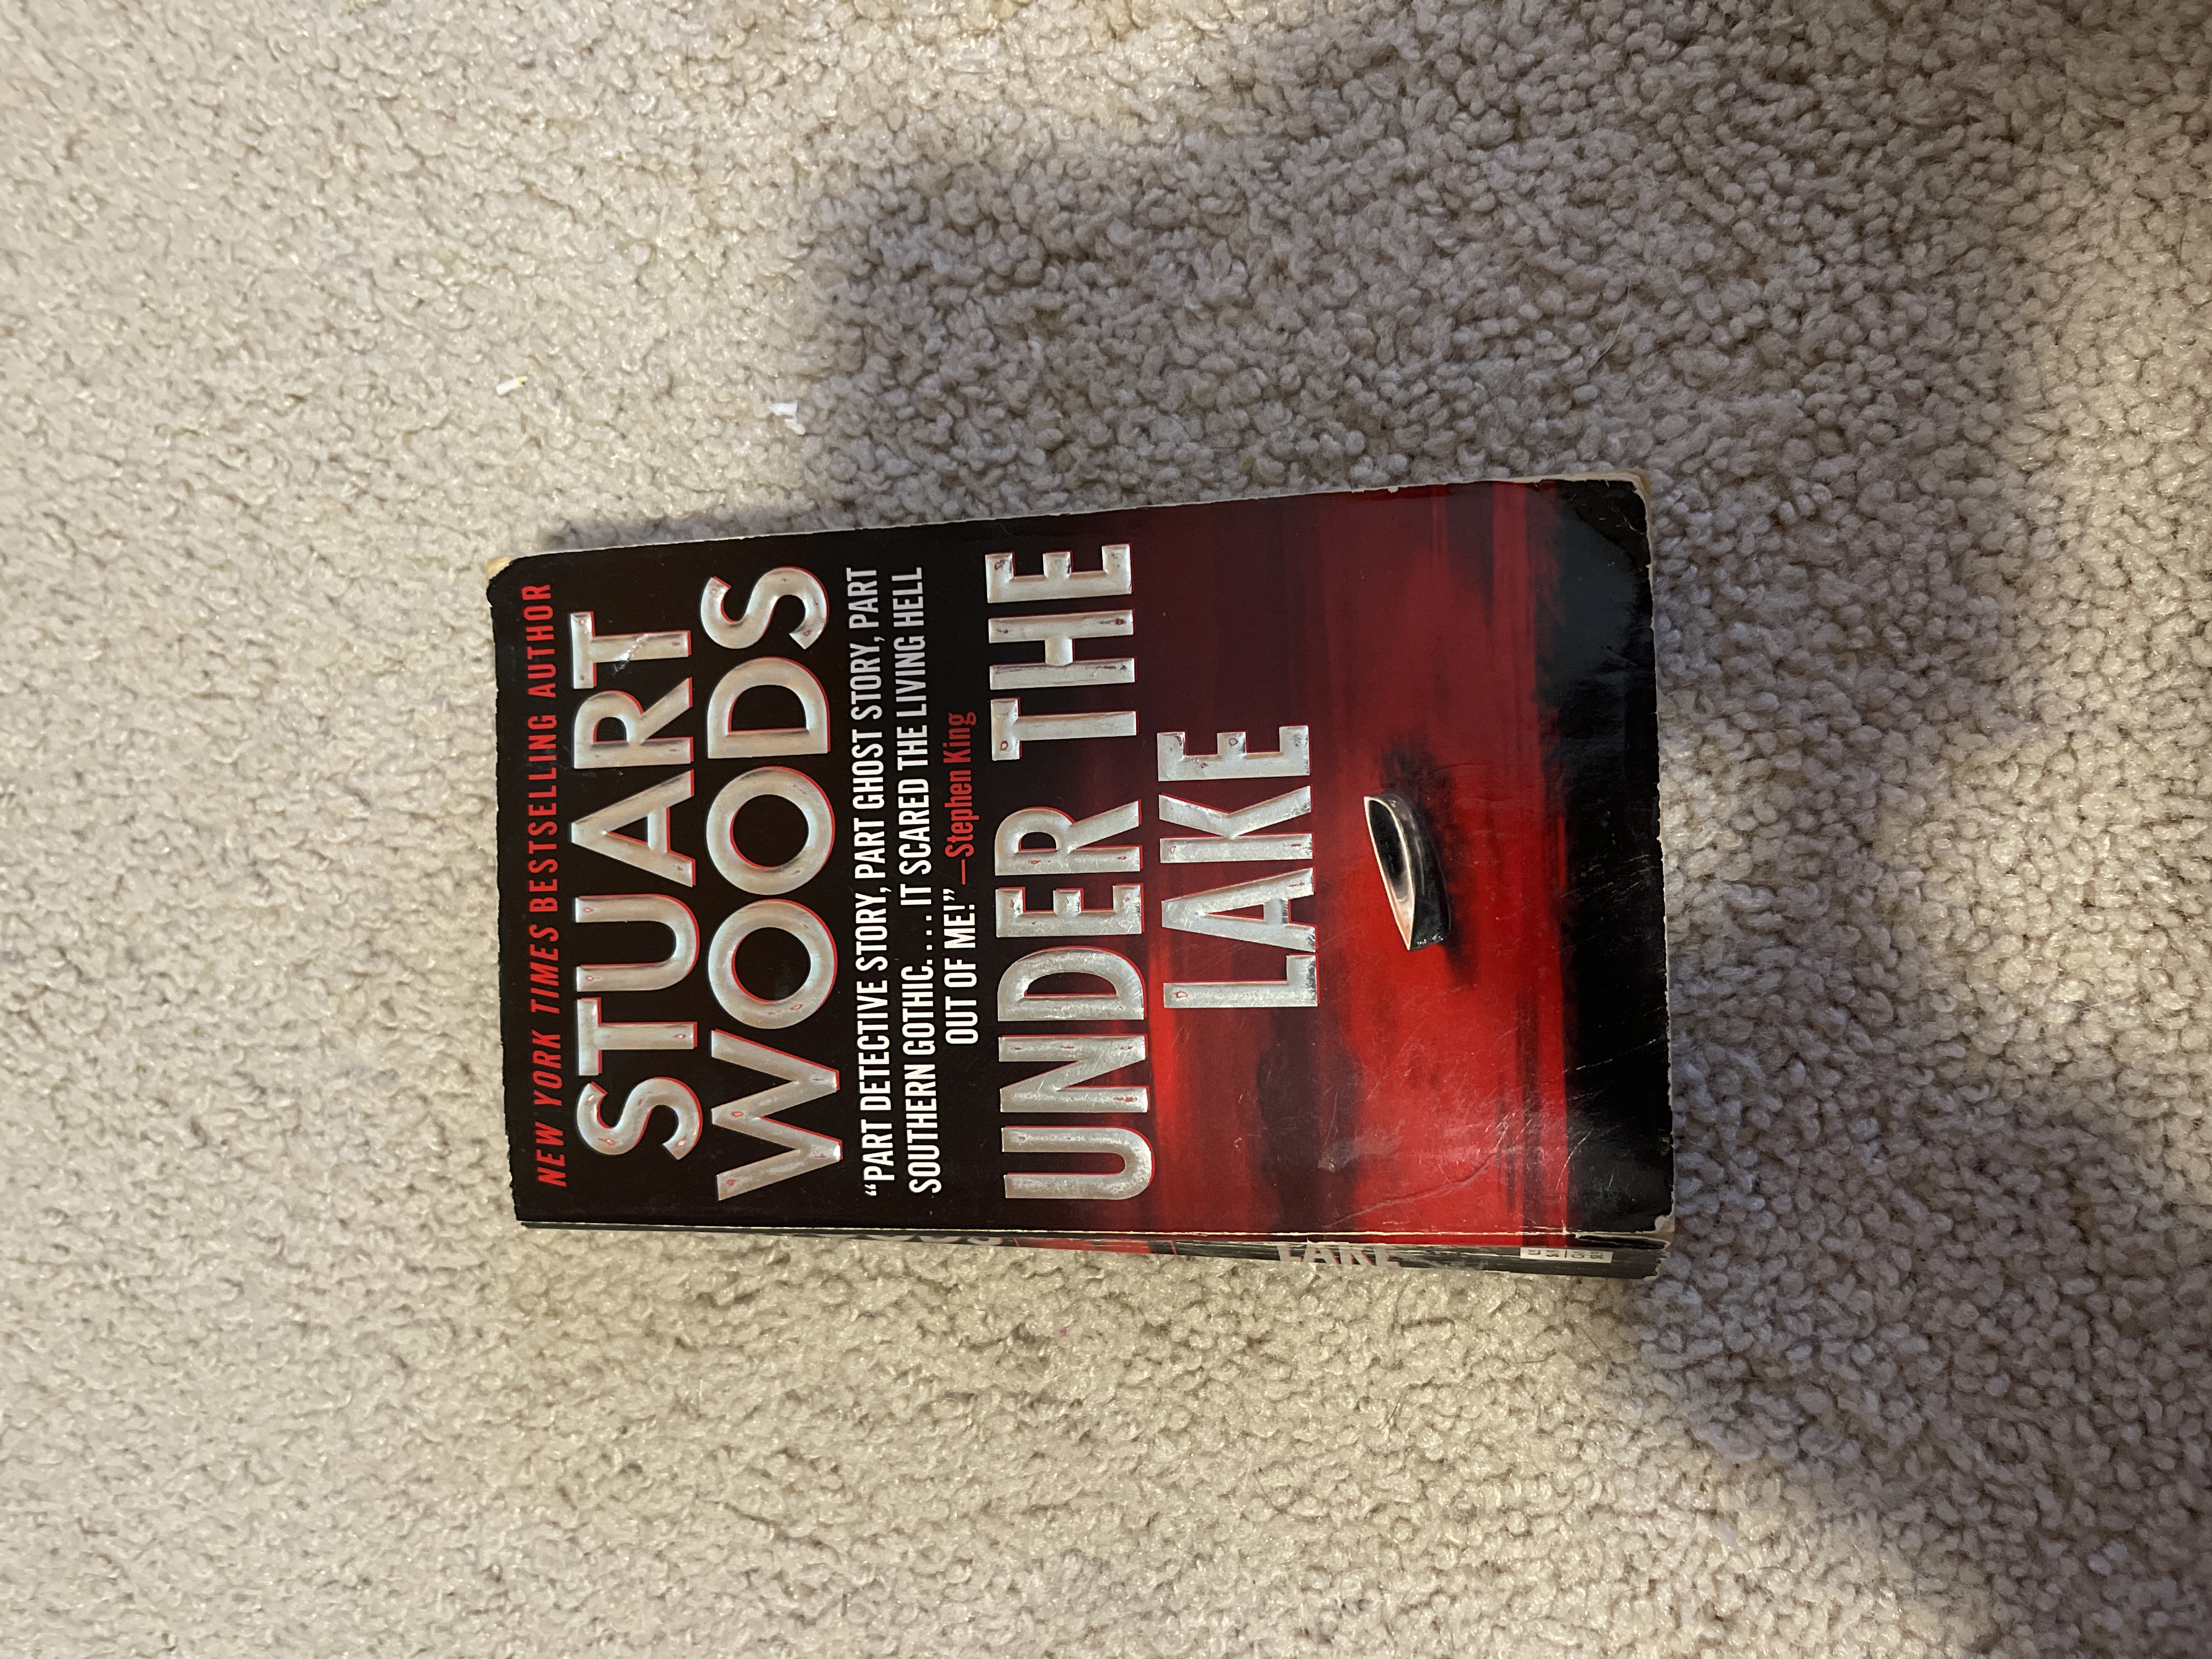 NEW YORK TIMES BESTSELLING AUTHOR
STUART
WOODS
“PART DETECTIVE STORY, PART GHOST STORY, PART
SOUTHERN GOTHIC. . . . IT SCARED THE LIVING HELL
OUT OF ME!” —Stephen King
UNDER THE
LAKE
LAKE